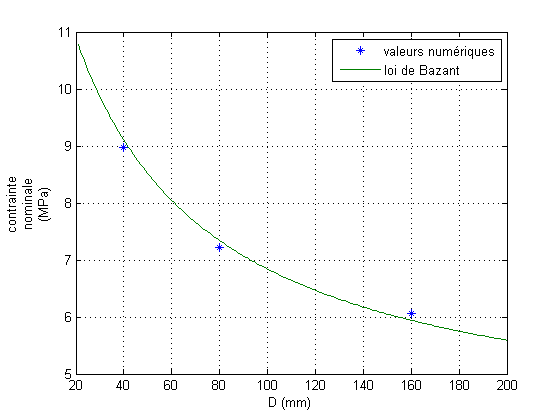 valeurs numériques
loi de Bazant
11
10
9
8
7
6
5
contrainte
nominale
(MPa)
20 40 60 80 100 120 140 160 180 200
D (mm)